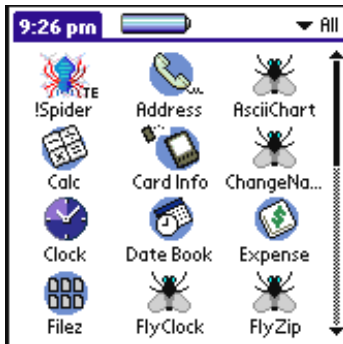 9:26 pm All
TE
!Spider Address AsciiChart
Calc Card Info ChangeNa...
Clock Date Book Expense
Filez FlyClock FlyZip